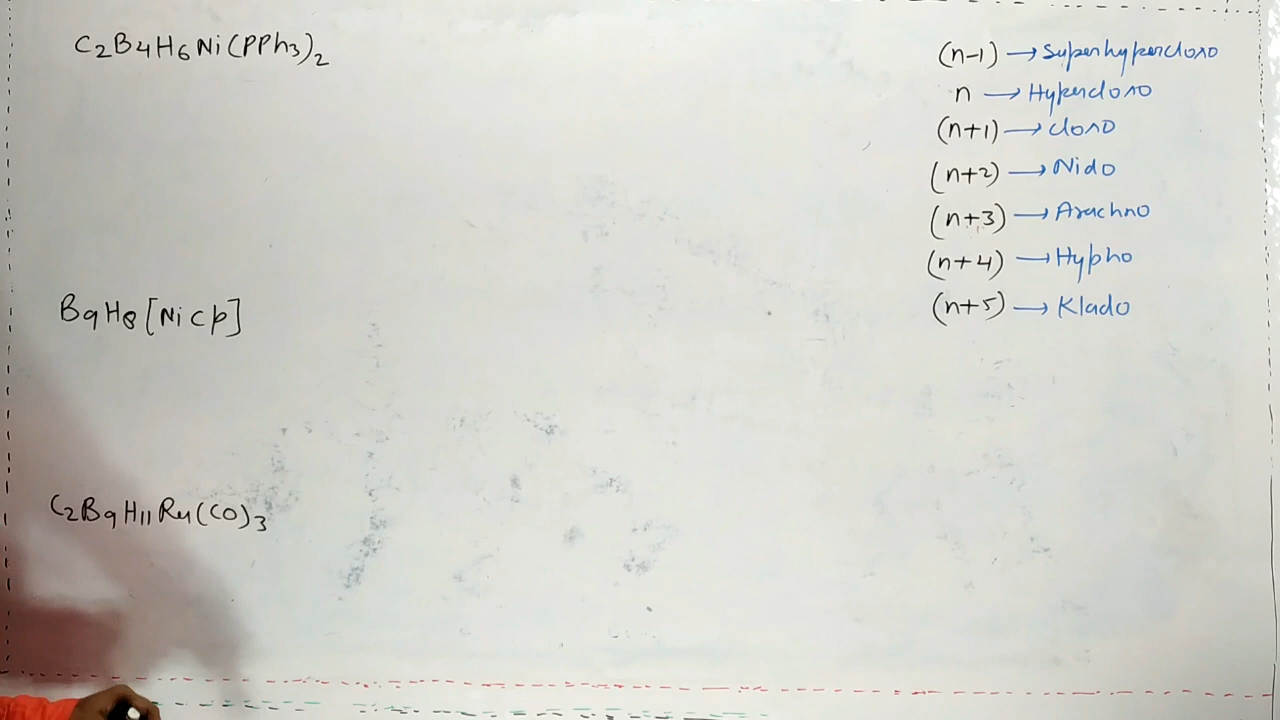 C₂B₄H₆Ni(PPh₃)₂
B₉H₈[NiCp]
C₂B₉H₁₁Ru(CO)₃
(n-1) → Superhypercloso
n → Hypercloso
(n+1) → closo
(n+2) → Nido
(n+3) → Arachno
(n+4) → Hypho
(n+5) → Klado